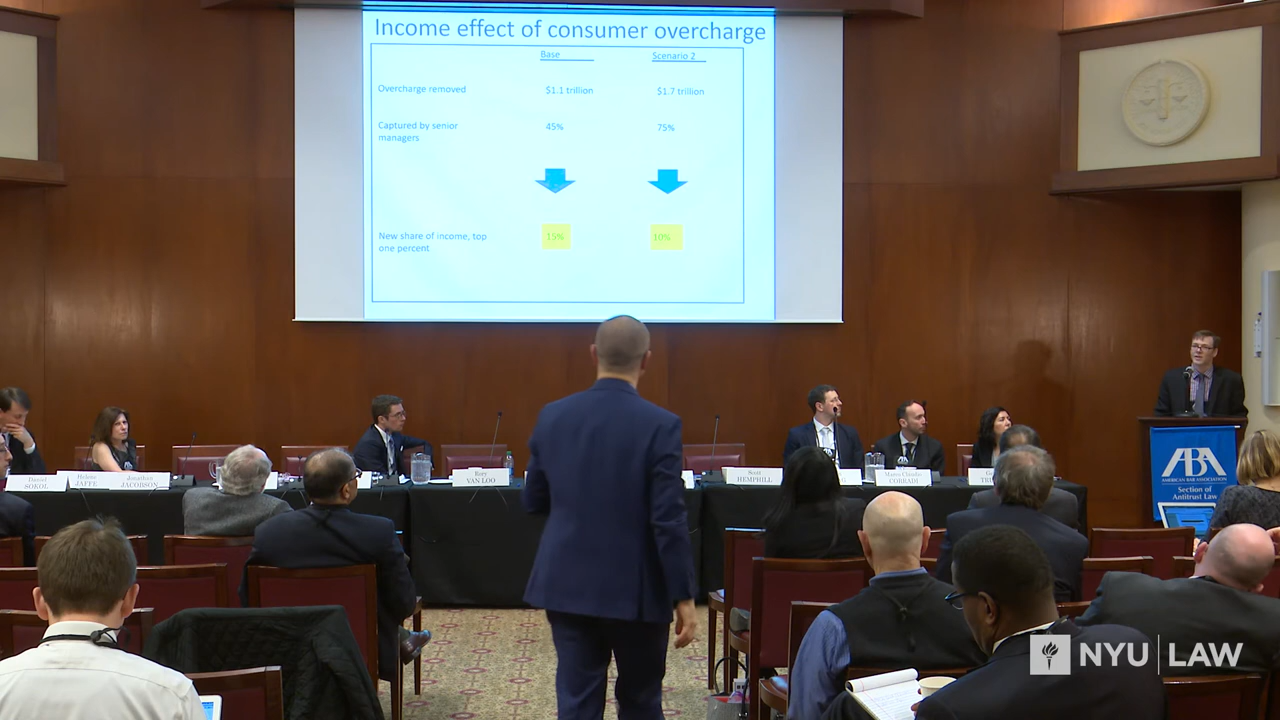 Income effect of consumer overcharge
Base Scenario 2
Overcharge removed $1.1 trillion $1.7 trillion
Captured by senior 45% 75%
managers
New share of income, top 15% 10%
one percent
Daniel
SOKOL
Helene
JAFFE
Jonathan
JACOBSON
Rory
VAN LOO
Scott
HEMPHILL
CORRADI
ABA
AMERICAN BAR ASSOCIATION
Section of
Antitrust Law
NYU LAW